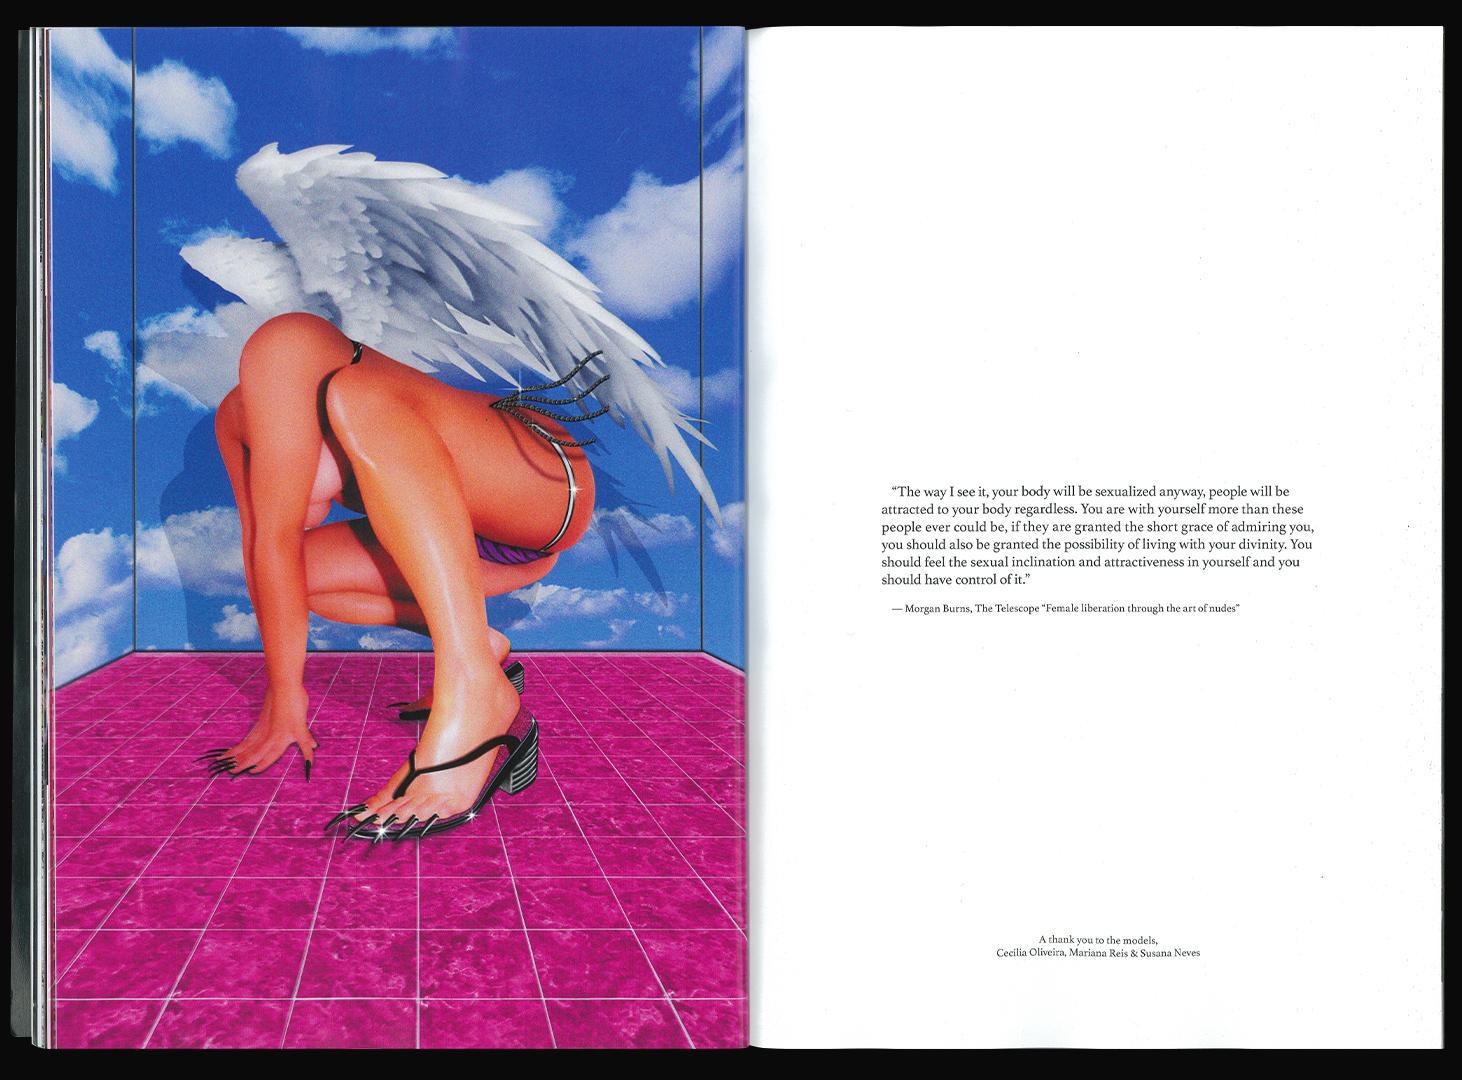 “The way I see it, your body will be sexualized anyway, people will be
attracted to your body regardless. You are with yourself more than these
people ever could be, if they are granted the short grace of admiring you,
you should also be granted the possibility of living with your divinity. You
should feel the sexual inclination and attractiveness in yourself and you
should have control of it.”
— Morgan Burns, The Telescope “Female liberation through the art of nudes”
A thank you to the models,
Cecilia Oliveira, Mariana Reis & Susana Neves